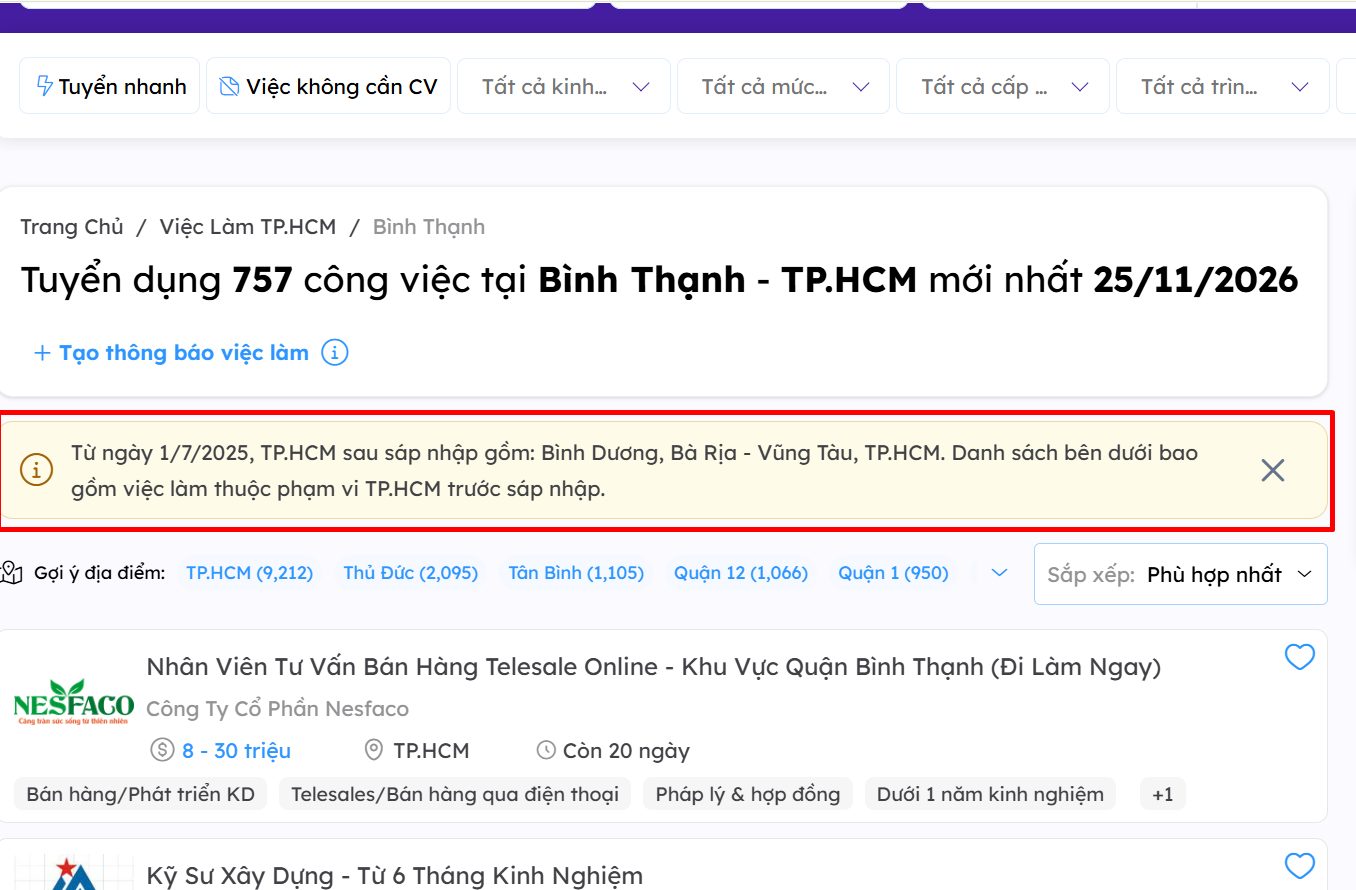 Tuyển nhanh
Việc không cần CV
Tất cả kinh...
Tất cả mức...
Tất cả cấp ...
Tất cả trìn...
Trang Chủ / Việc Làm TP.HCM / Bình Thạnh
Tuyển dụng 757 công việc tại Bình Thạnh - TP.HCM mới nhất 25/11/2026
+ Tạo thông báo việc làm
Từ ngày 1/7/2025, TP.HCM sau sáp nhập gồm: Bình Dương, Bà Rịa - Vũng Tàu, TP.HCM. Danh sách bên dưới bao
gồm việc làm thuộc phạm vi TP.HCM trước sáp nhập.
Gợi ý địa điểm: TP.HCM (9,212) Thủ Đức (2,095) Tân Bình (1,105) Quận 12 (1,066) Quận 1 (950)
Sắp xếp: Phù hợp nhất
Nhân Viên Tư Vấn Bán Hàng Telesale Online - Khu Vực Quận Bình Thạnh (Đi Làm Ngay)
NESFACO
Căng tràn sức sống từ thiên nhiên
Công Ty Cổ Phần Nesfaco
8 - 30 triệu TP.HCM Còn 20 ngày
Bán hàng/Phát triển KD Telesales/Bán hàng qua điện thoại Pháp lý & hợp đồng Dưới 1 năm kinh nghiệm +1
Kỹ Sư Xây Dựng - Từ 6 Tháng Kinh Nghiệm